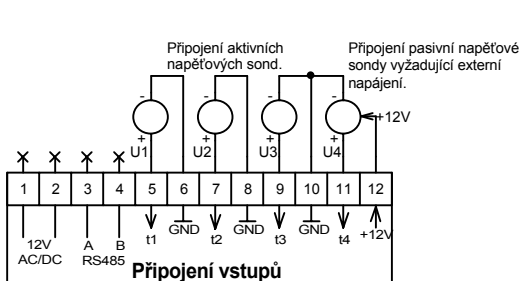 Připojení aktivních
napěťových sond.
Připojení pasivní napěťové
sondy vyžadující externí
napájení.
- - - -
+12V
+ + + +
U1 U2 U3 U4
1 2 3 4 5 6 7 8 9 10 11 12
12V
AC/DC
A B
RS485
t1 GND t2 GND t3 GND t4 +12V
Připojení vstupů